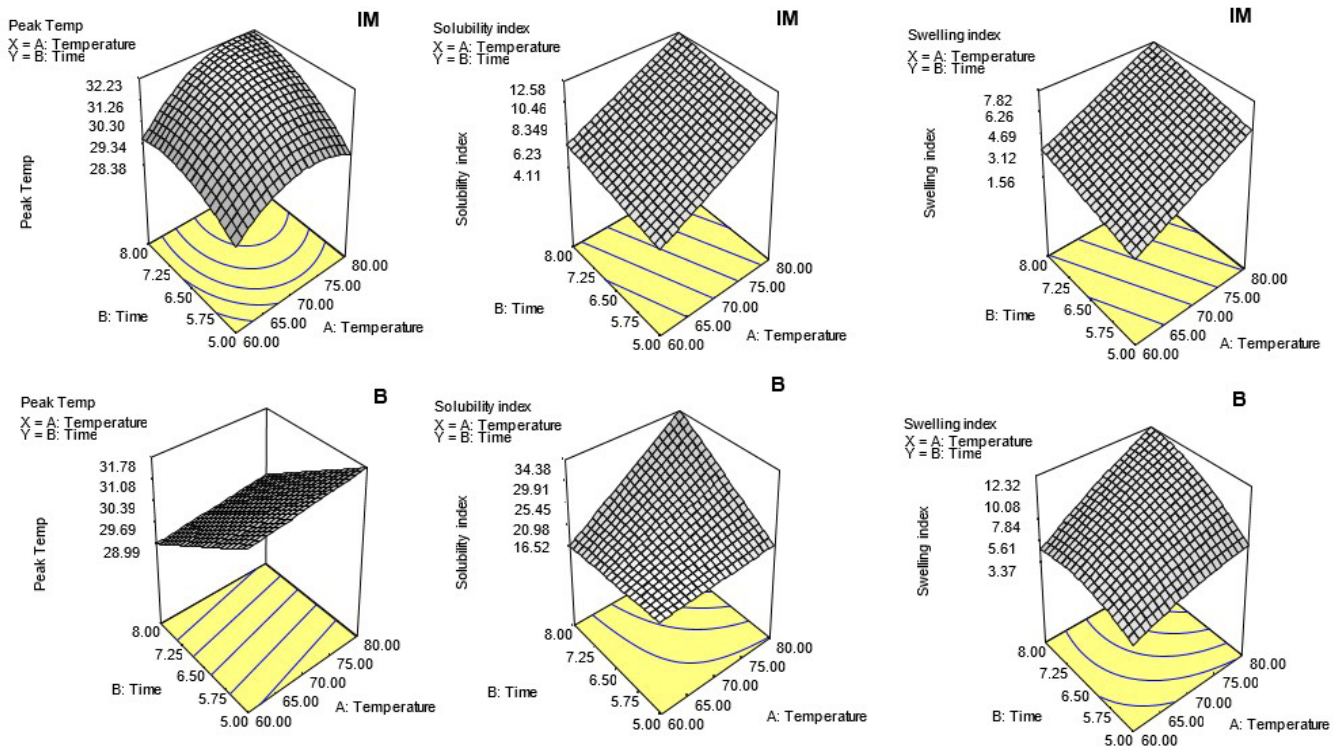 IM
Peak Temp
X = A: Temperature
Y = B: Time
32.23
31.26
30.30
29.34
28.38
Peak Temp
8.00
7.25
6.50
5.75
5.00
B: Time
60.00
65.00
70.00
75.00
80.00
A: Temperature
IM
Solubility index
X = A: Temperature
Y = B: Time
12.58
10.46
8.349
6.23
4.11
Solubility index
8.00
7.25
6.50
5.75
5.00
B: Time
60.00
65.00
70.00
75.00
80.00
A: Temperature
IM
Swelling index
X = A: Temperature
Y = B: Time
7.82
6.26
4.69
3.12
1.56
Swelling index
8.00
7.25
6.50
5.75
5.00
B: Time
60.00
65.00
70.00
75.00
80.00
A: Temperature
B
Peak Temp
X = A: Temperature
Y = B: Time
31.78
31.08
30.39
29.69
28.99
Peak Temp
8.00
7.25
6.50
5.75
5.00
B: Time
60.00
65.00
70.00
75.00
80.00
A: Temperature
B
Solubility index
X = A: Temperature
Y = B: Time
34.38
29.91
25.45
20.98
16.52
Solubility index
8.00
7.25
6.50
5.75
5.00
B: Time
60.00
65.00
70.00
75.00
80.00
A: Temperature
B
Swelling index
X = A: Temperature
Y = B: Time
12.32
10.08
7.84
5.61
3.37
Swelling index
8.00
7.25
6.50
5.75
5.00
B: Time
60.00
65.00
70.00
75.00
80.00
A: Temperature